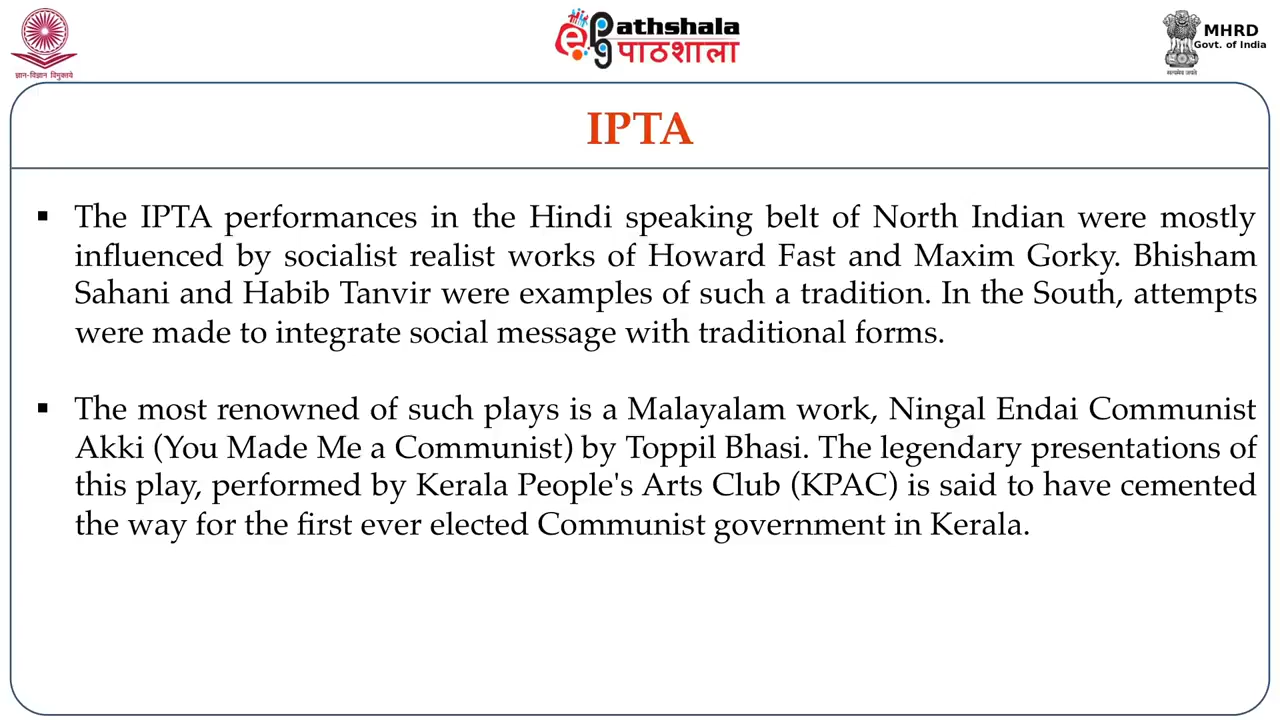 ज्ञान-विज्ञान विमुक्तये
ePathshala
पाठशाला
MHRD
Govt. of India
सत्यमेव जयते
IPTA
▪ The IPTA performances in the Hindi speaking belt of North Indian were mostly
influenced by socialist realist works of Howard Fast and Maxim Gorky. Bhisham
Sahani and Habib Tanvir were examples of such a tradition. In the South, attempts
were made to integrate social message with traditional forms.
▪ The most renowned of such plays is a Malayalam work, Ningal Endai Communist
Akki (You Made Me a Communist) by Toppil Bhasi. The legendary presentations of
this play, performed by Kerala People's Arts Club (KPAC) is said to have cemented
the way for the first ever elected Communist government in Kerala.